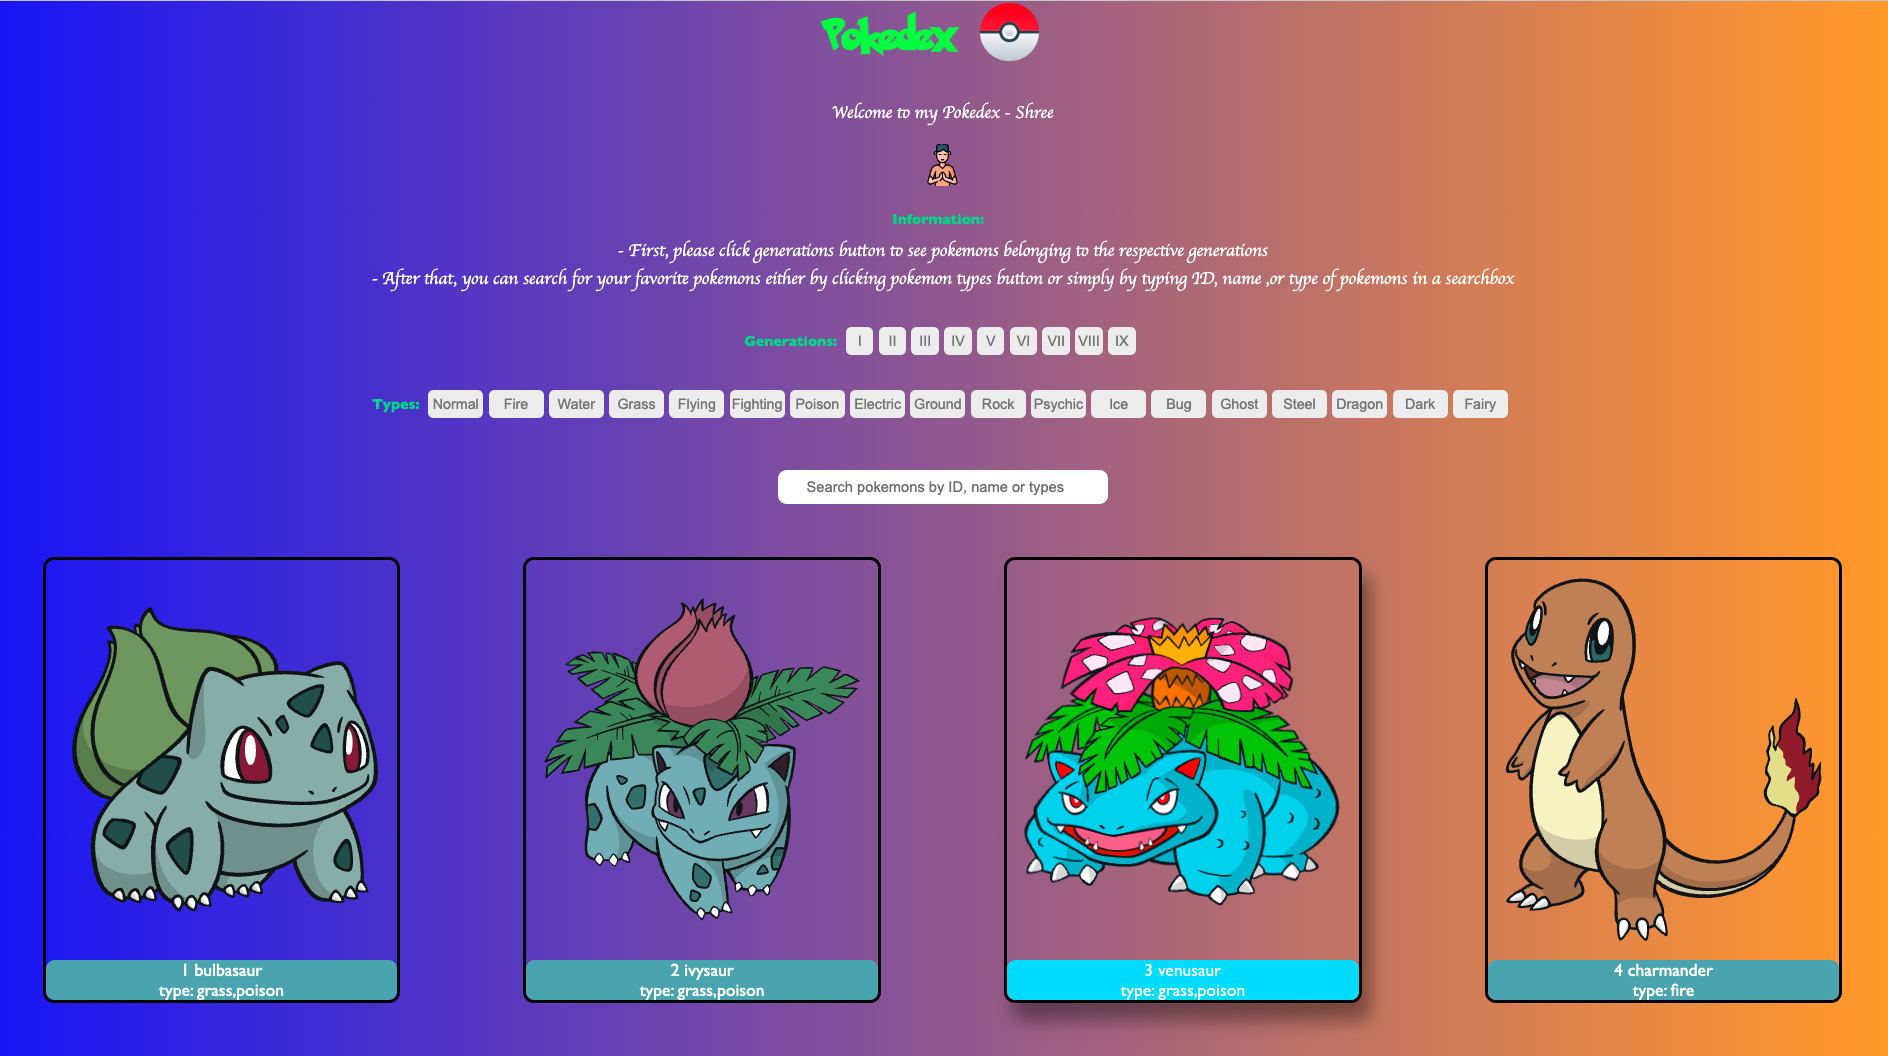 Pokedex
Welcome to my Pokedex - Shree
Information:
- First, please click generations button to see pokemons belonging to the respective generations
- After that, you can search for your favorite pokemons either by clicking pokemon types button or simply by typing ID, name ,or type of pokemons in a searchbox
Generations: I II III IV V VI VII VIII IX
Types: Normal Fire Water Grass Flying Fighting Poison Electric Ground Rock Psychic Ice Bug Ghost Steel Dragon Dark Fairy
Search pokemons by ID, name or types
1 bulbasaur
type: grass,poison
2 ivysaur
type: grass,poison
3 venusaur
type: grass,poison
4 charmander
type: fire